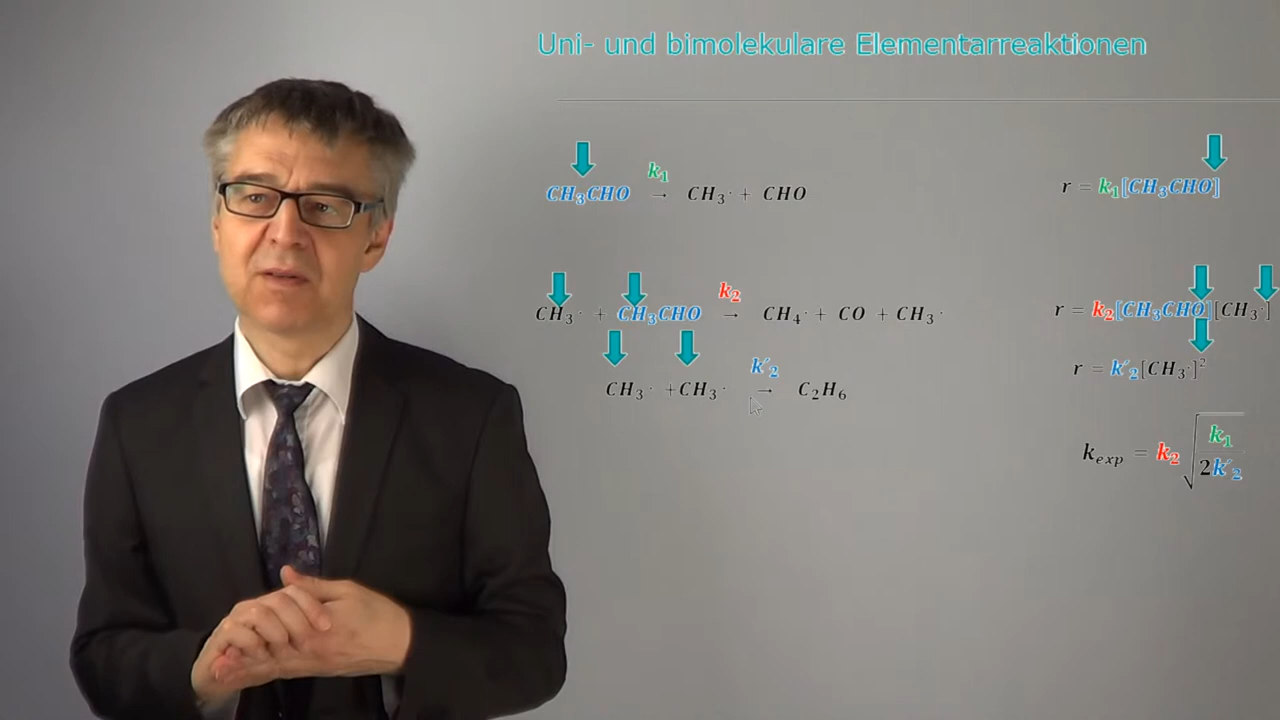 Uni- und bimolekulare Elementarreaktionen
k₁
CH₃CHO → CH₃· + CHO
r = k₁[CH₃CHO]
k₂
CH₃· + CH₃CHO → CH₄· + CO + CH₃·
r = k₂[CH₃CHO][CH₃·]
k′₂
CH₃· +CH₃· → C₂H₆
r = k′₂[CH₃·]²
k_exp = k₂ √(k₁ / 2k′₂)